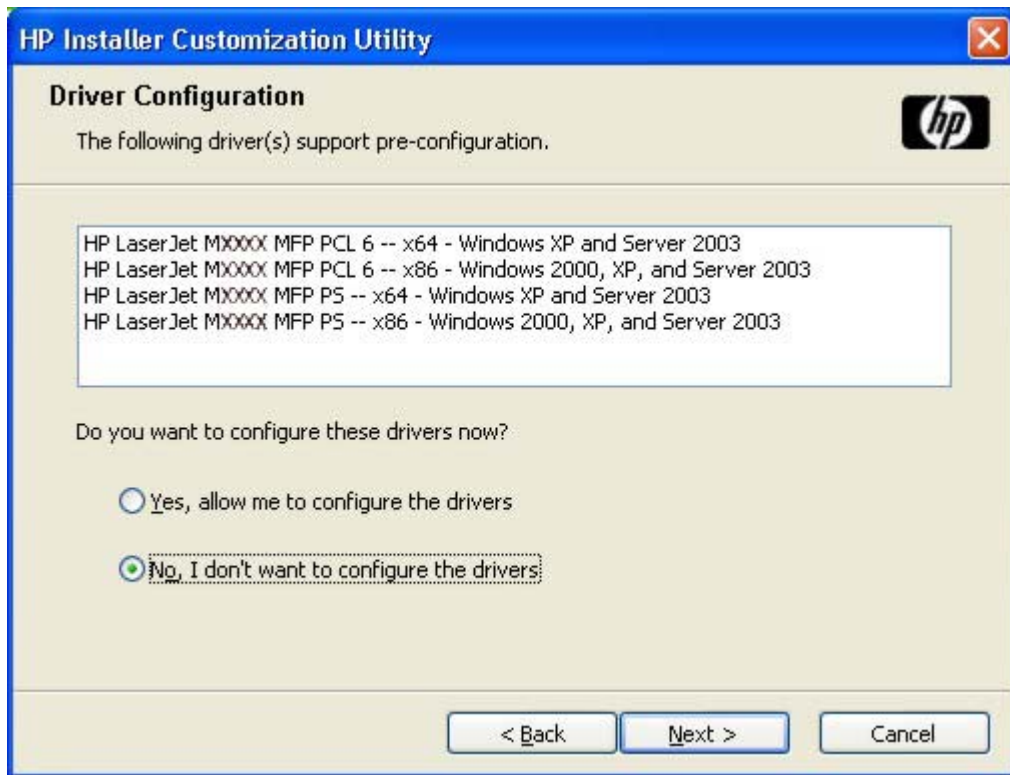 HP Installer Customization Utility
Driver Configuration
The following driver(s) support pre-configuration.
hp
HP LaserJet MXXXX MFP PCL 6 -- x64 - Windows XP and Server 2003
HP LaserJet MXXXX MFP PCL 6 -- x86 - Windows 2000, XP, and Server 2003
HP LaserJet MXXXX MFP PS -- x64 - Windows XP and Server 2003
HP LaserJet MXXXX MFP PS -- x86 - Windows 2000, XP, and Server 2003
Do you want to configure these drivers now?
Yes, allow me to configure the drivers
No, I don't want to configure the drivers
< Back
Next >
Cancel